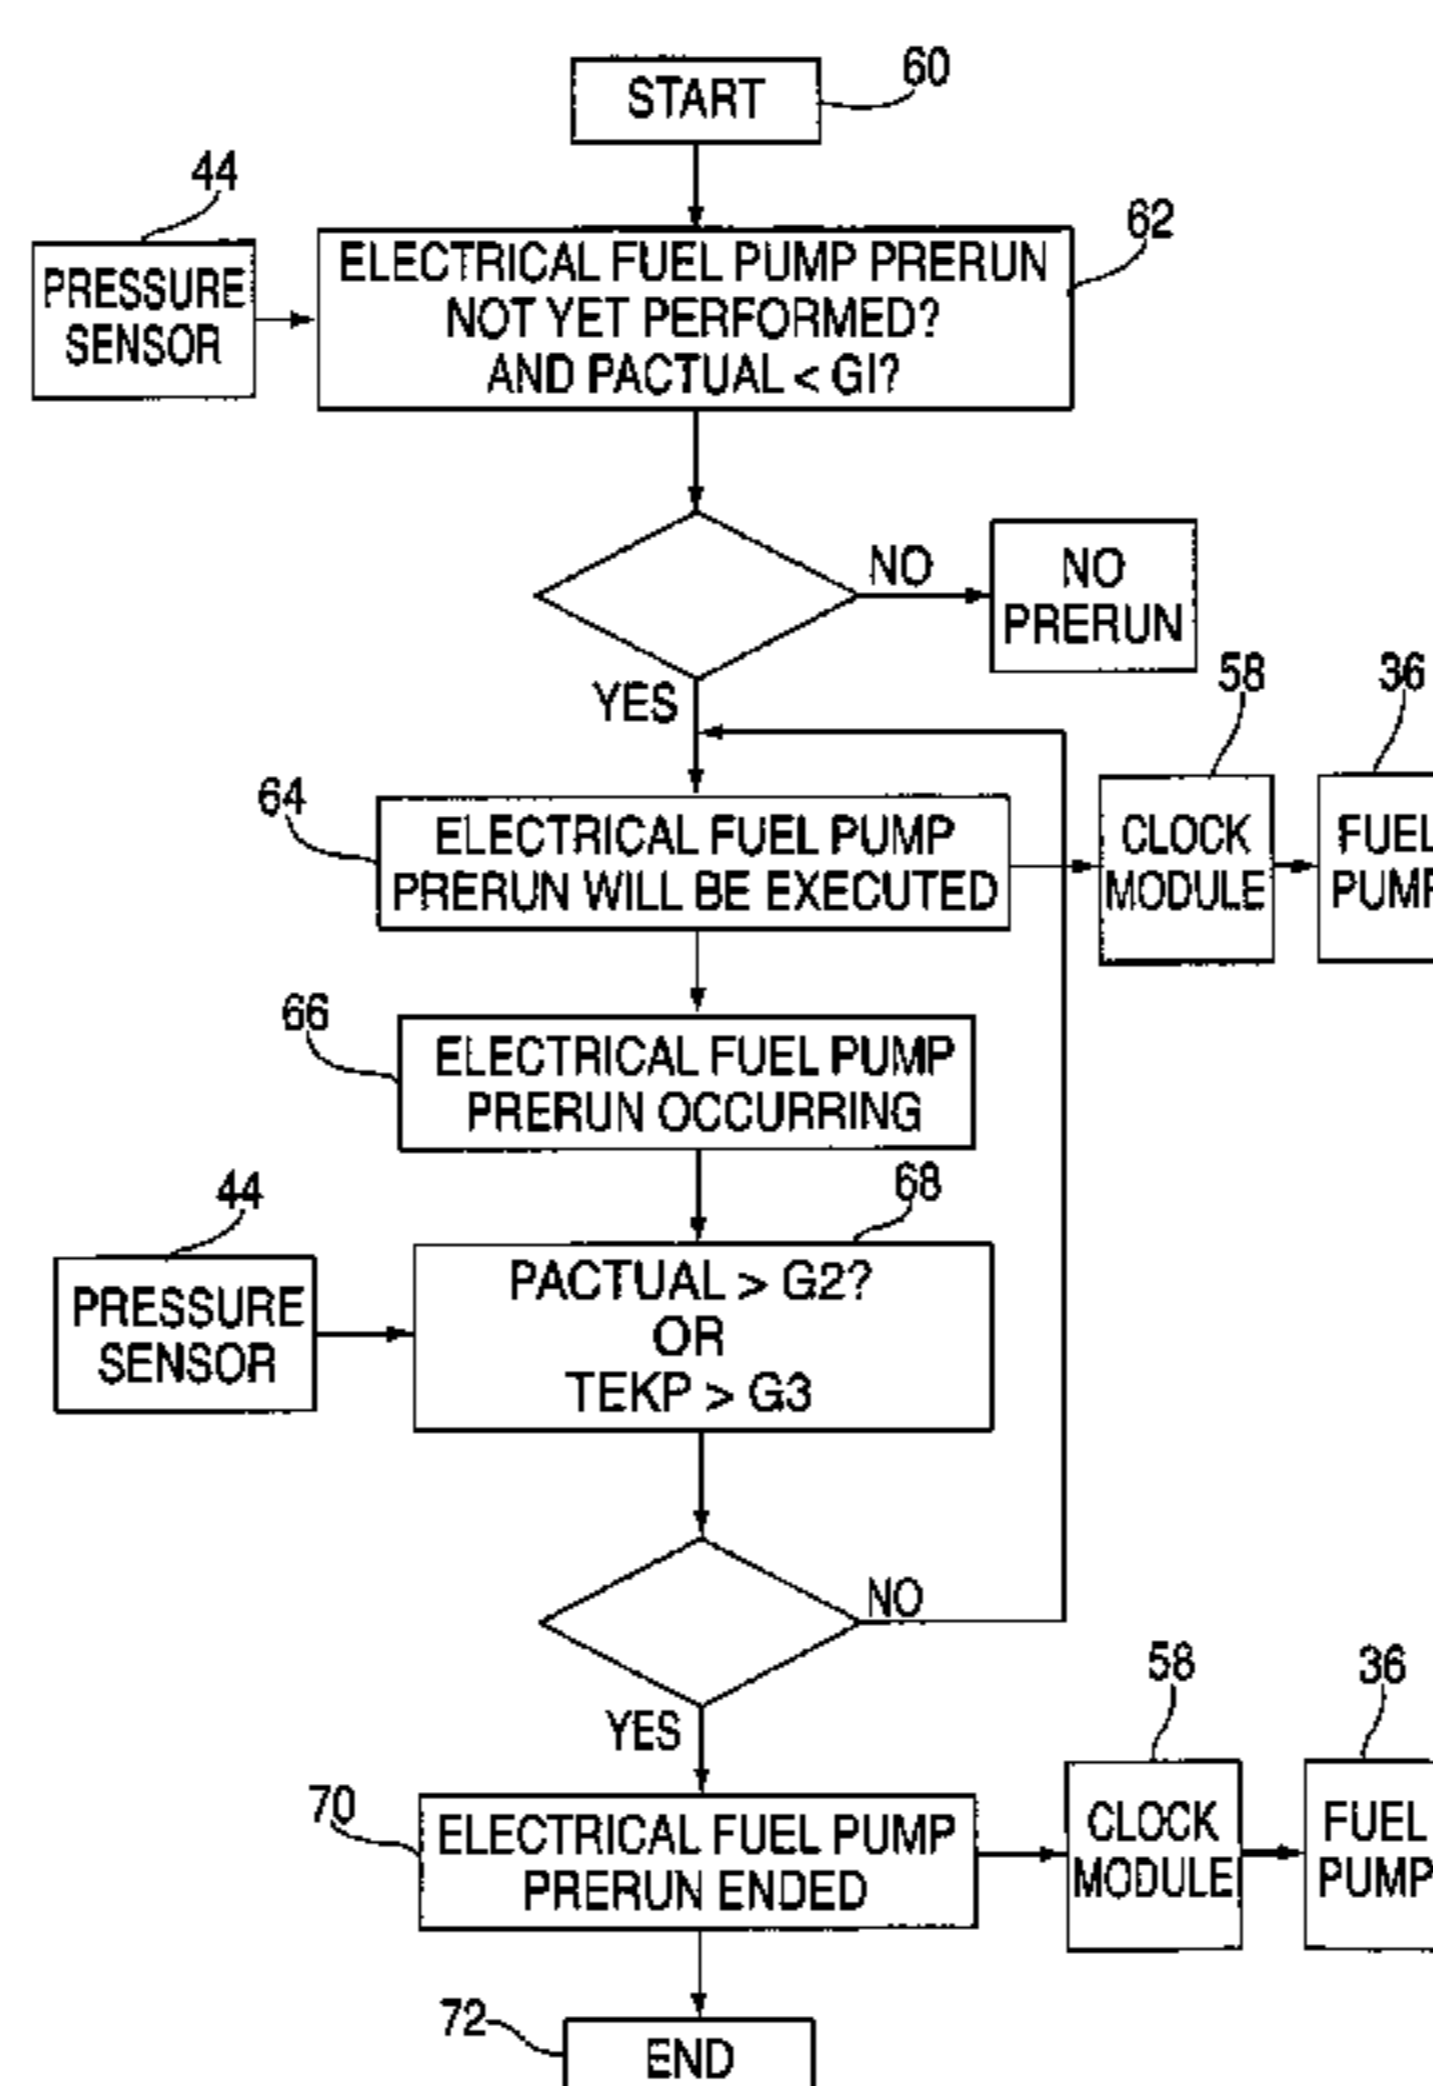 START
60
44
PRESSURE
SENSOR
62
ELECTRICAL FUEL PUMP PRERUN
NOT YET PERFORMED?
AND PACTUAL < GI?
NO
NO
PRERUN
YES
58
36
64
ELECTRICAL FUEL PUMP
PRERUN WILL BE EXECUTED
CLOCK
MODULE
FUEL
PUMP
66
ELECTRICAL FUEL PUMP
PRERUN OCCURRING
68
44
PRESSURE
SENSOR
PACTUAL > G2?
OR
TEKP > G3
NO
YES
58
36
70
ELECTRICAL FUEL PUMP
PRERUN ENDED
CLOCK
MODULE
FUEL
PUMP
72
END